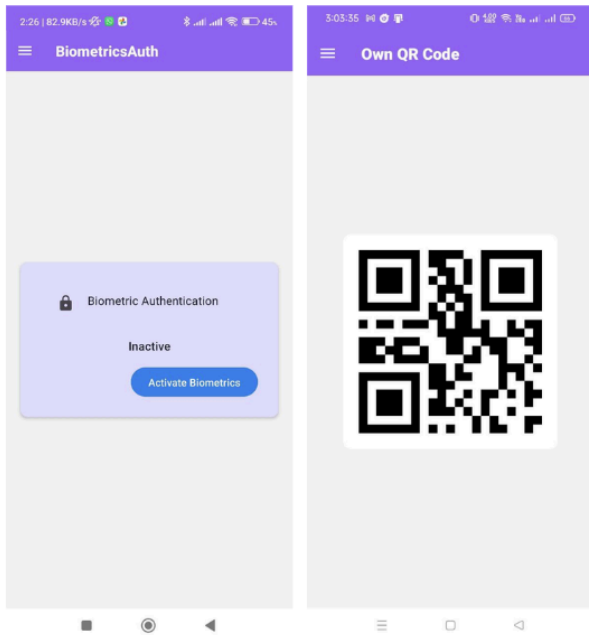 2:26 | 82.9KB/s
45%
BiometricsAuth
Biometric Authentication
Inactive
Activate Biometrics
3:03:35
Own QR Code